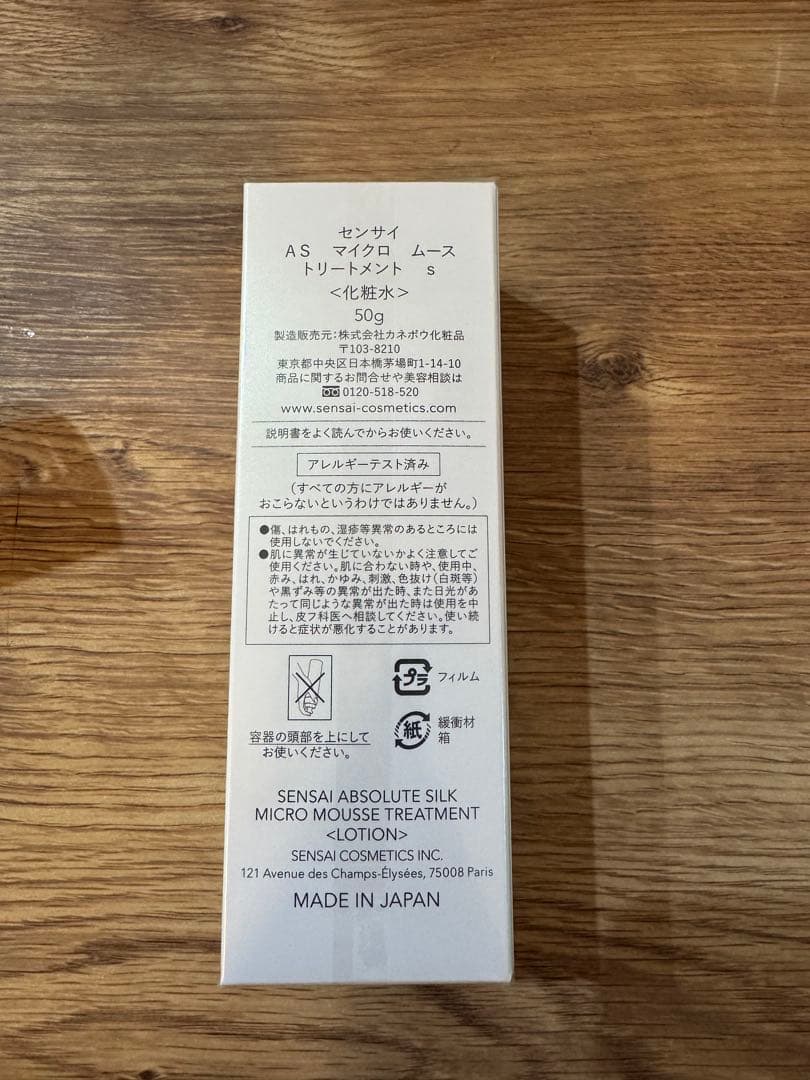 センサイ
AS マイクロ ムース
トリートメント s
<化粧水>
50g
製造販売元:株式会社カネボウ化粧品
〒103-8210
東京都中央区日本橋茅場町1-14-10
商品に関するお問合せや美容相談は
0120-518-520
www.sensai-cosmetics.com
説明書をよく読んでからお使いください。
アレルギーテスト済み
(すべての方にアレルギーが
おこらないというわけではありません。)
●傷、はれもの、湿疹等異常のあるところには
使用しないでください。
●肌に異常が生じていないかよく注意してご
使用ください。肌に合わない時や、使用中、
赤み、はれ、かゆみ、刺激、色抜け(白斑等)
や黒ずみ等の異常が出た時、また日光があ
たって同じような異常が出た時は使用を中
止し、皮フ科医へ相談してください。使い続
けると症状が悪化することがあります。
プラ フィルム
紙 緩衝材
箱
容器の頭部を上にして
お使いください。
SENSAI ABSOLUTE SILK
MICRO MOUSSE TREATMENT
<LOTION>
SENSAI COSMETICS INC.
121 Avenue des Champs-Élysées, 75008 Paris
MADE IN JAPAN